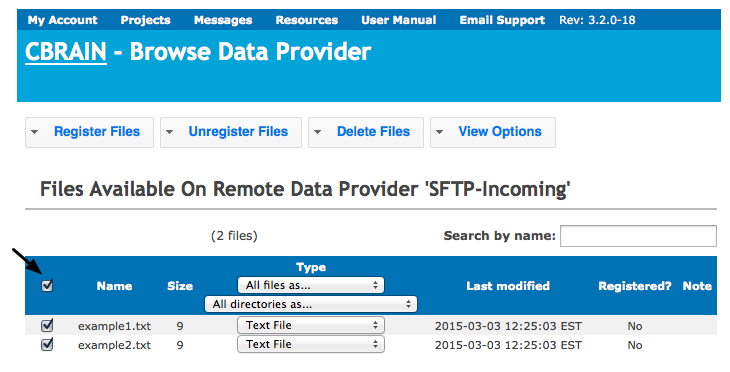 My Account Projects Messages Resources User Manual Email Support Rev: 3.2.0-18
CBRAIN - Browse Data Provider
Register Files Unregister Files Delete Files View Options
Files Available On Remote Data Provider 'SFTP-Incoming'
(2 files) Search by name:
Type
All files as...
Name Size Last modified Registered? Note
All directories as...
example1.txt 9 Text File 2015-03-03 12:25:03 EST No
example2.txt 9 Text File 2015-03-03 12:25:03 EST No